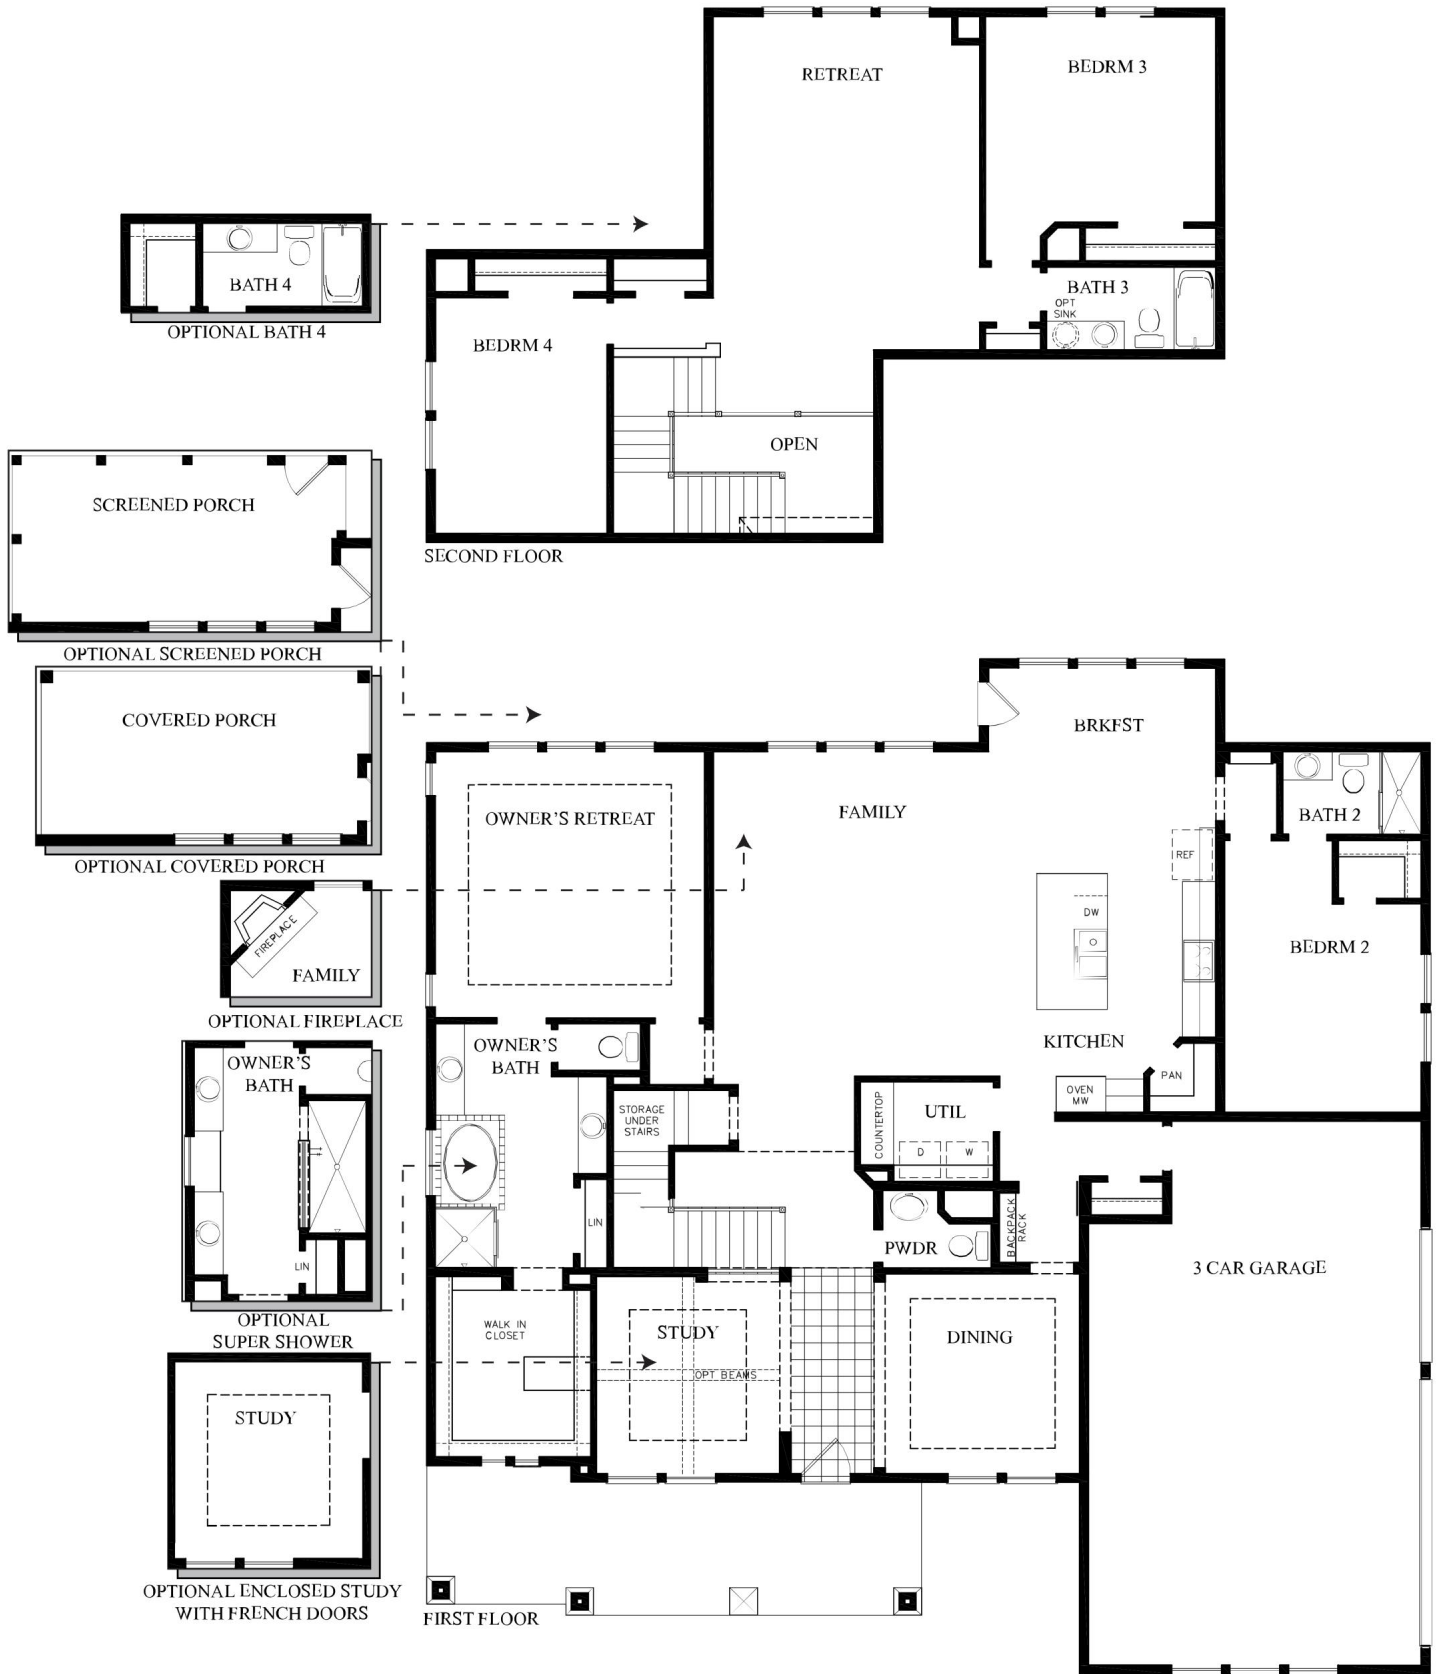 RETREAT
BEDRM 3
BATH 4
OPTIONAL BATH 4
BATH 3
OPT
SINK
BEDRM 4
OPEN
SECOND FLOOR
SCREENED PORCH
OPTIONAL SCREENED PORCH
COVERED PORCH
OPTIONAL COVERED PORCH
FIREPLACE
FAMILY
OPTIONAL FIREPLACE
OWNER'S
BATH
LIN
OPTIONAL
SUPER SHOWER
STUDY
OPTIONAL ENCLOSED STUDY
WITH FRENCH DOORS
BRKFST
OWNER'S RETREAT
FAMILY
BATH 2
REF
DW
BEDRM 2
OWNER'S
BATH
KITCHEN
PAN
OVEN
MW
STORAGE
UNDER
STAIRS
COUNTERTOP
UTIL
D
W
LIN
PWDR
BACKPACK
RACK
3 CAR GARAGE
WALK IN
CLOSET
STUDY
OPT BEAMS
DINING
FIRST FLOOR